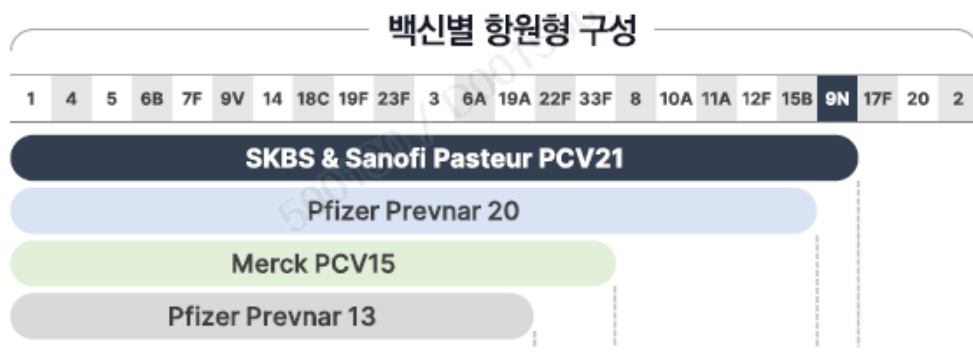 백신별 항원형 구성
1 4 5 6B 7F 9V 14 18C 19F 23F 3 6A 19A 22F 33F 8 10A 11A 12F 15B 9N 17F 20 2
SKBS & Sanofi Pasteur PCV21
Pfizer Prevnar 20
Merck PCV15
Pfizer Prevnar 13